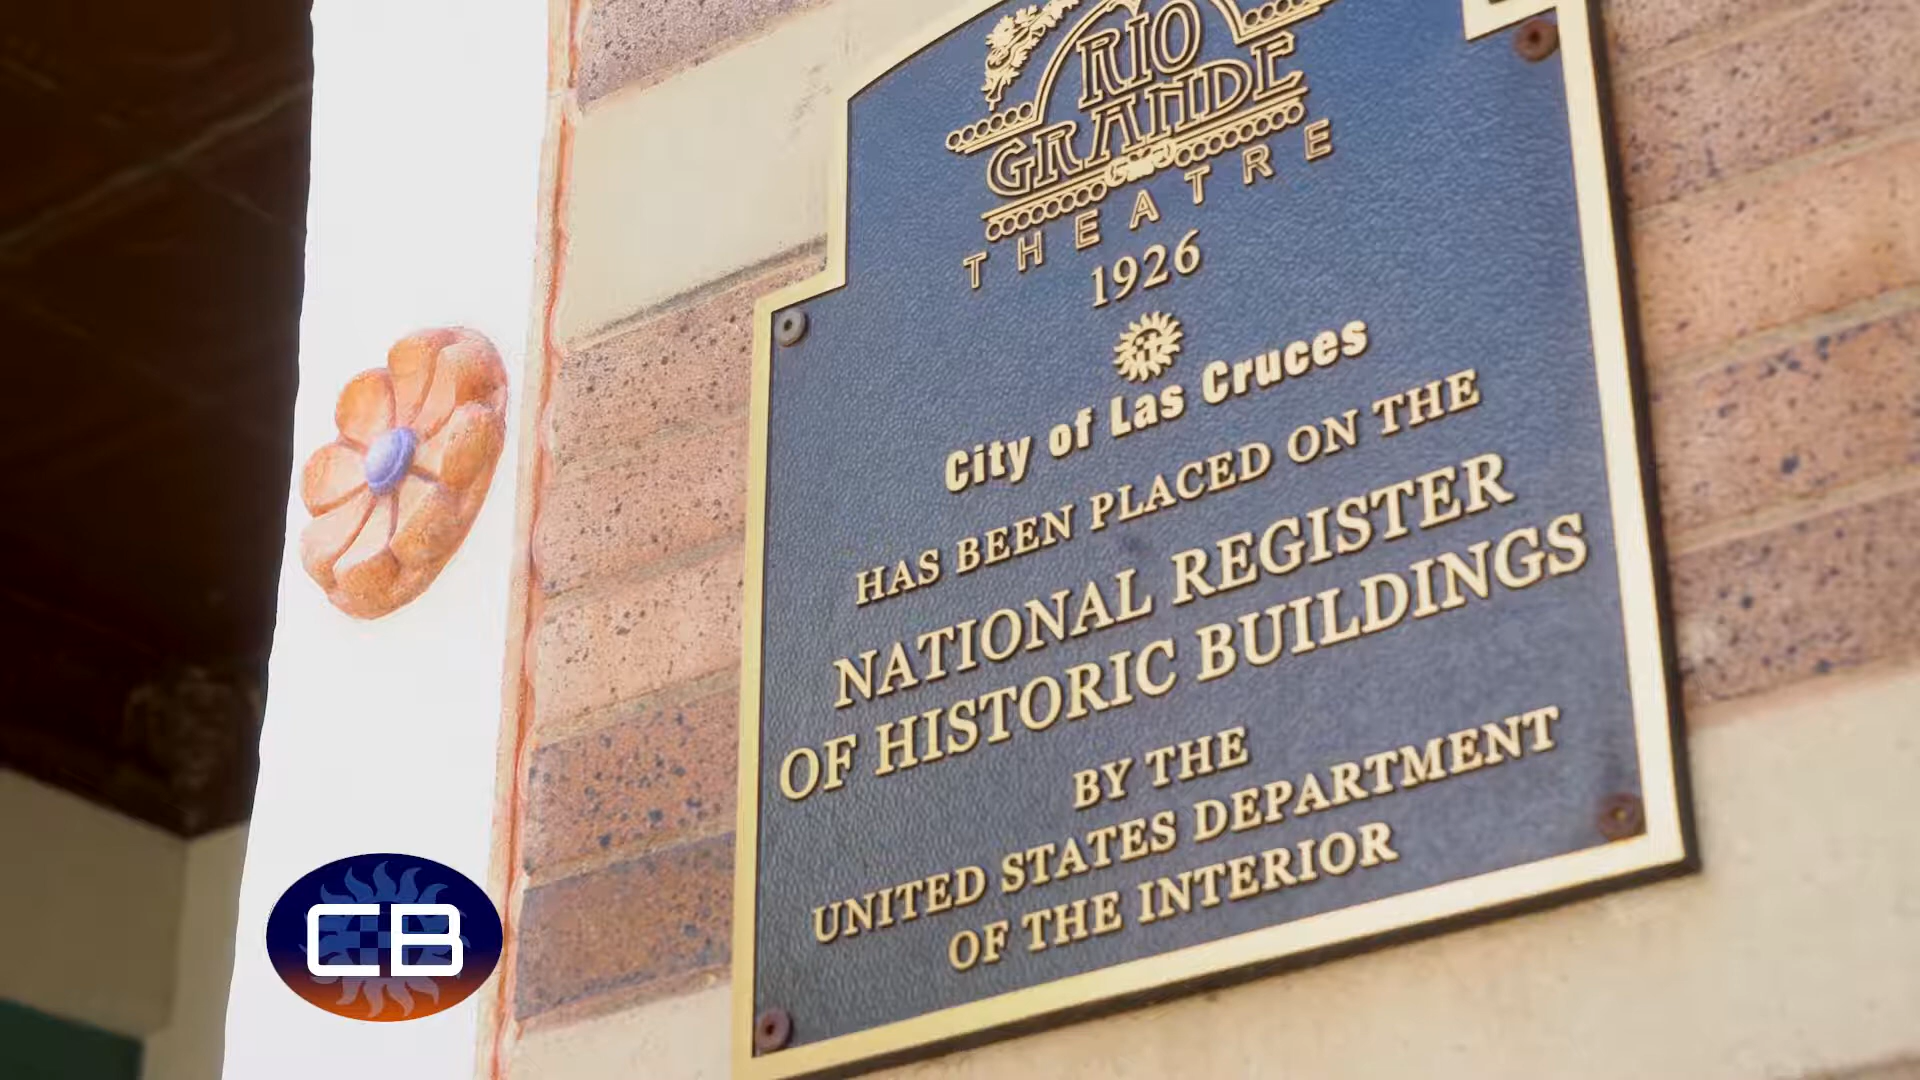 RIO
GRANDE
THEATRE
1926
City of Las Cruces
HAS BEEN PLACED ON THE
NATIONAL REGISTER
OF HISTORIC BUILDINGS
BY THE
UNITED STATES DEPARTMENT
OF THE INTERIOR
CB